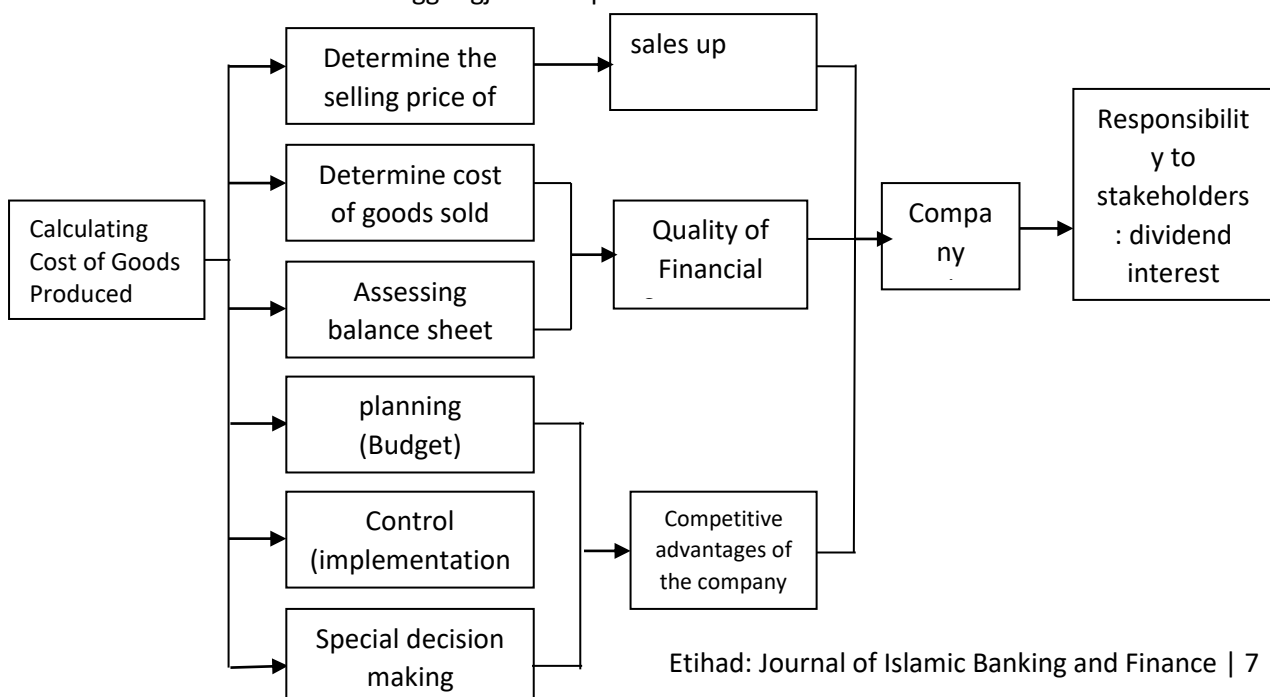 Determine the
selling price of
sales up
Determine cost
of goods sold
Assessing
balance sheet
Calculating
Cost of Goods
Produced
Quality of
Financial
Compa
ny
Responsibilit
y to
stakeholders
: dividend
interest
planning
(Budget)
Control
(implementation
Special decision
making
Competitive
advantages of
the company
Etihad: Journal of Islamic Banking and Finance | 7